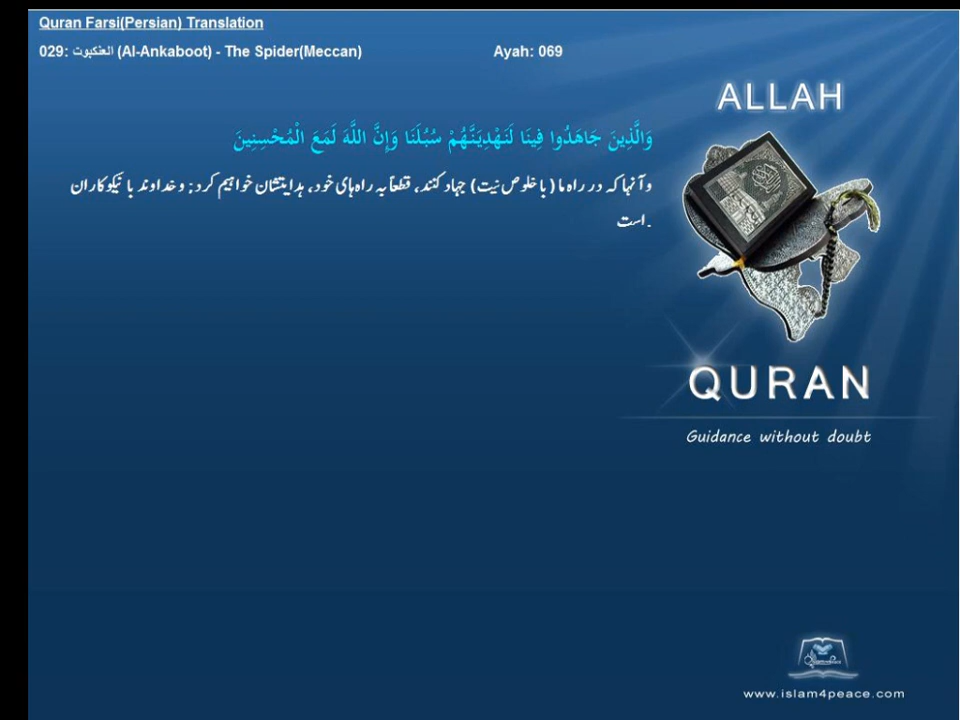 Quran Farsi(Persian) Translation
029: العنكبوت (Al-Ankaboot) - The Spider(Meccan) Ayah: 069
وَالَّذِينَ جَاهَدُوا فِينَا لَنَهْدِيَنَّهُمْ سُبُلَنَا وَإِنَّ اللَّهَ لَمَعَ الْمُحْسِنِينَ
و آنها که در راه ما (با خلوص نیت) جهاد کنند، قطعاً به راه‌های خود، هدایتشان خواهیم کرد; و خداوند با نیکوکاران
است.
ALLAH
QURAN
Guidance without doubt
www.islam4peace.com